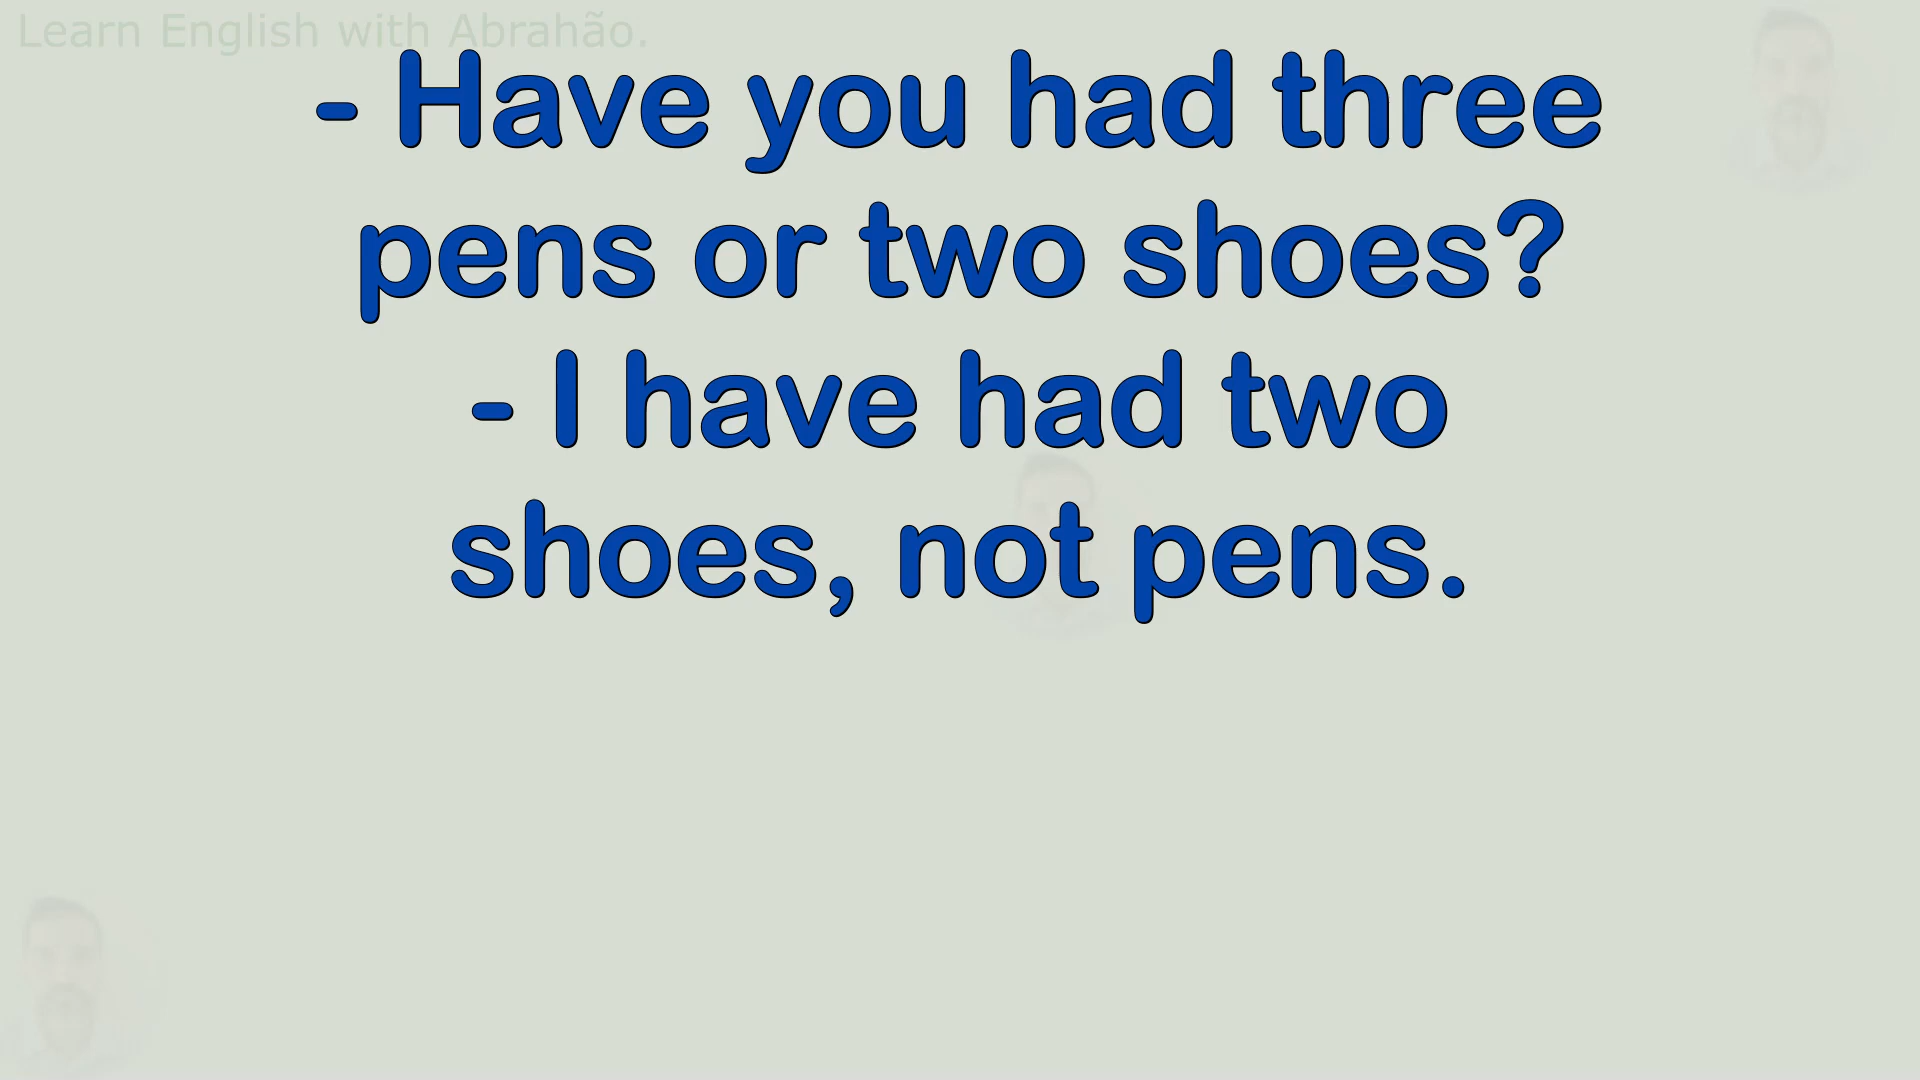 Learn English with Abrahão.
- Have you had three
pens or two shoes?
- I have had two
shoes, not pens.